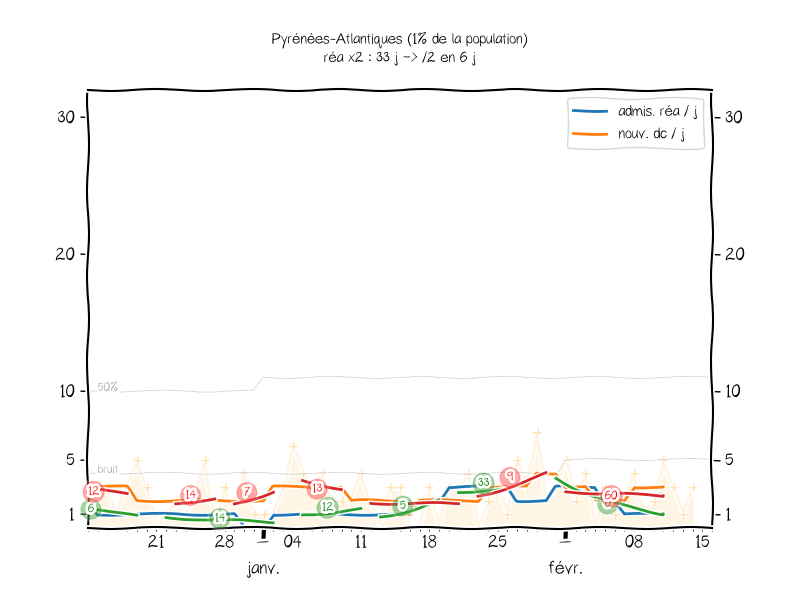 Pyrénées-Atlantiques (1% de la population)
réa x2 : 33 j -> /2 en 6 j
admis. réa / j
nouv. dc / j
30 30
20 20
50%
10 10
bruit
5 5
12 14 7 13 9 60
6 14 12 5 33
1 1
21 28 04 11 18 25 08 15
janv. févr.